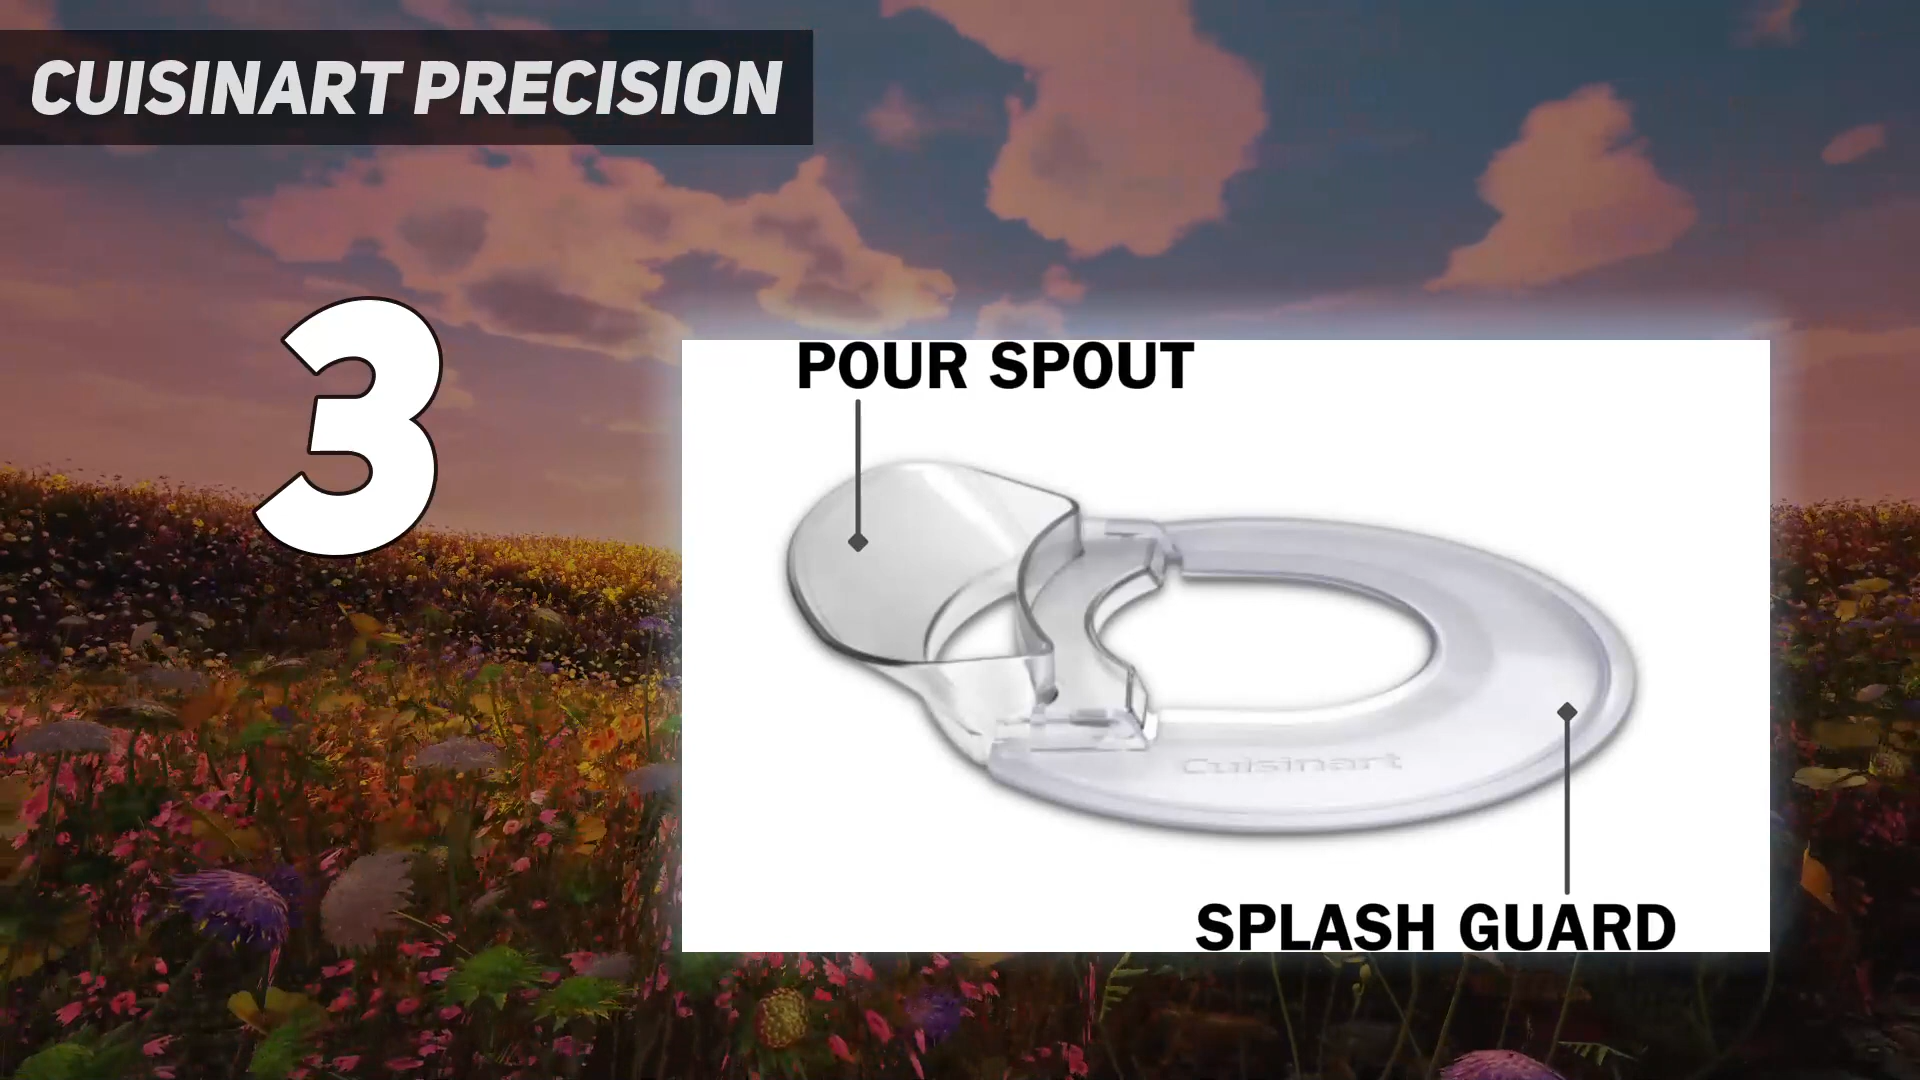 CUISINART PRECISION
3
POUR SPOUT
Cuisinart
SPLASH GUARD